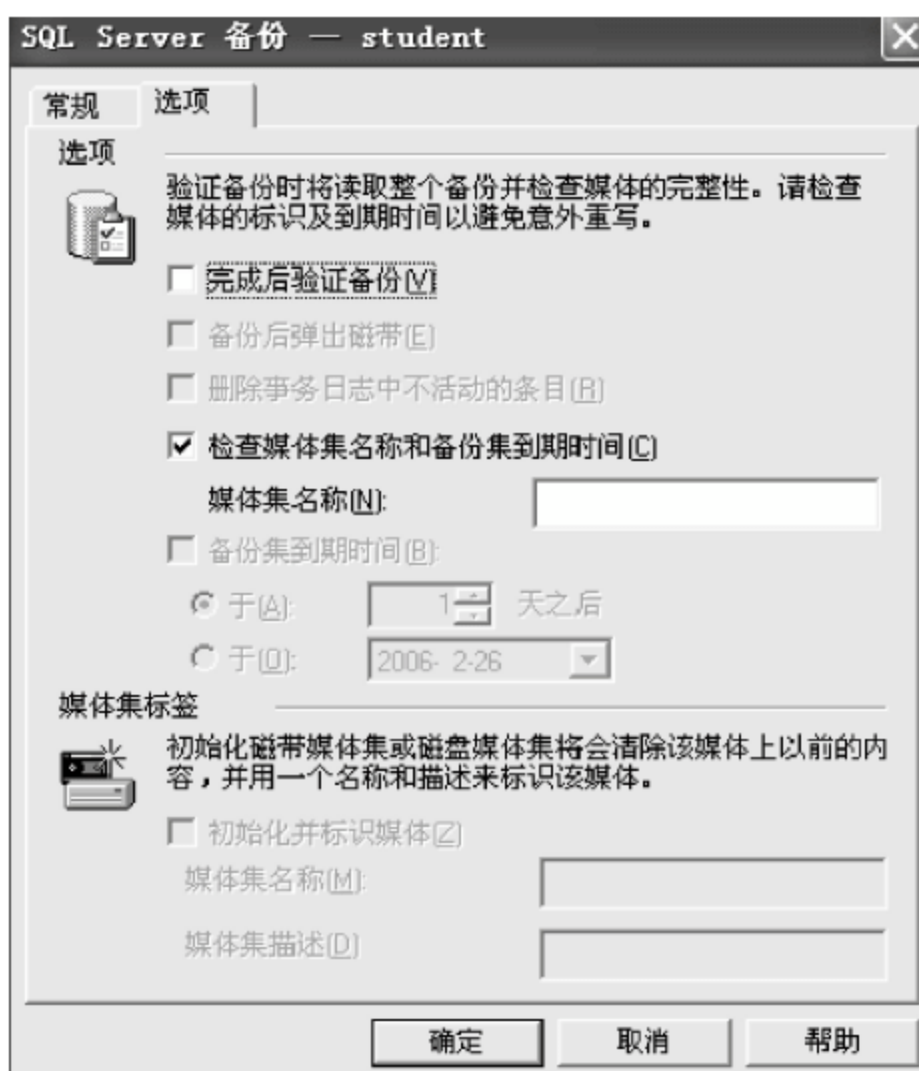 SQL Server 备份 — student
常规 选项
选项
验证备份时将读取整个备份并检查媒体的完整性。请检查
媒体的标识及到期时间以避免意外重写。
完成后验证备份(V)
备份后弹出磁带(E)
删除事务日志中不活动的条目(R)
检查媒体集名称和备份集到期时间(C)
媒体集名称(N):
备份集到期时间(B):
于(A): 1 天之后
于(O): 2006- 2-26
媒体集标签
初始化磁带媒体集或磁盘媒体集将会清除该媒体上以前的内
容，并用一个名称和描述来标识该媒体。
初始化并标识媒体(Z)
媒体集名称(M):
媒体集描述(D)
确定 取消 帮助